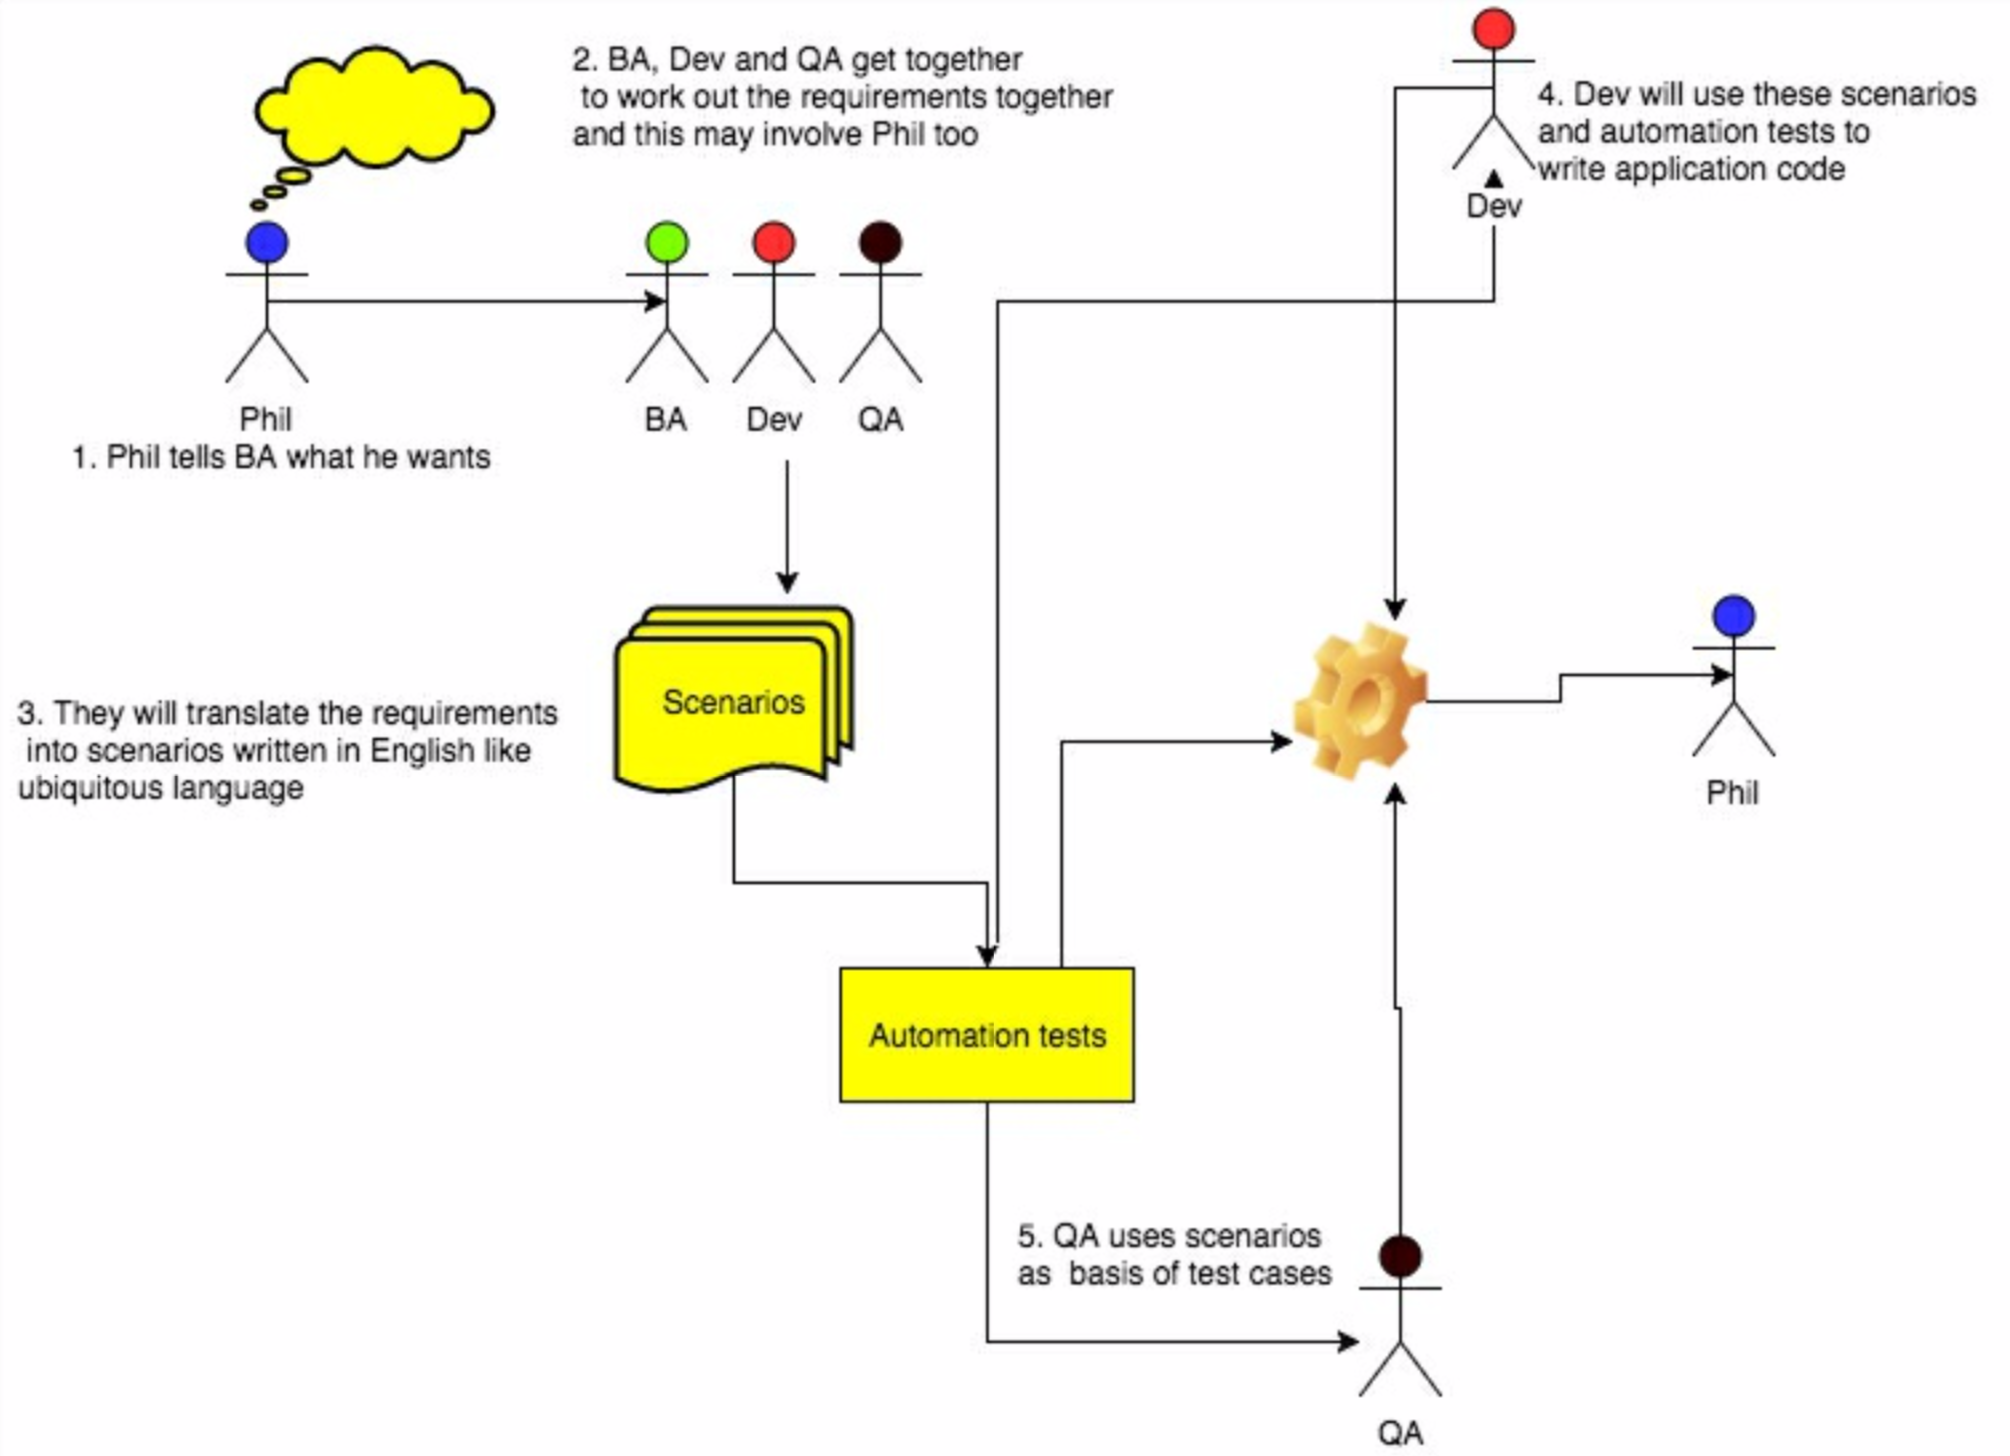 2. BA, Dev and QA get together
to work out the requirements together
and this may involve Phil too
4. Dev will use these scenarios
and automation tests to
write application code
Dev
Phil
BA
Dev
QA
1. Phil tells BA what he wants
Scenarios
3. They will translate the requirements
into scenarios written in English like
ubiquitous language
Phil
Automation tests
5. QA uses scenarios
as basis of test cases
QA